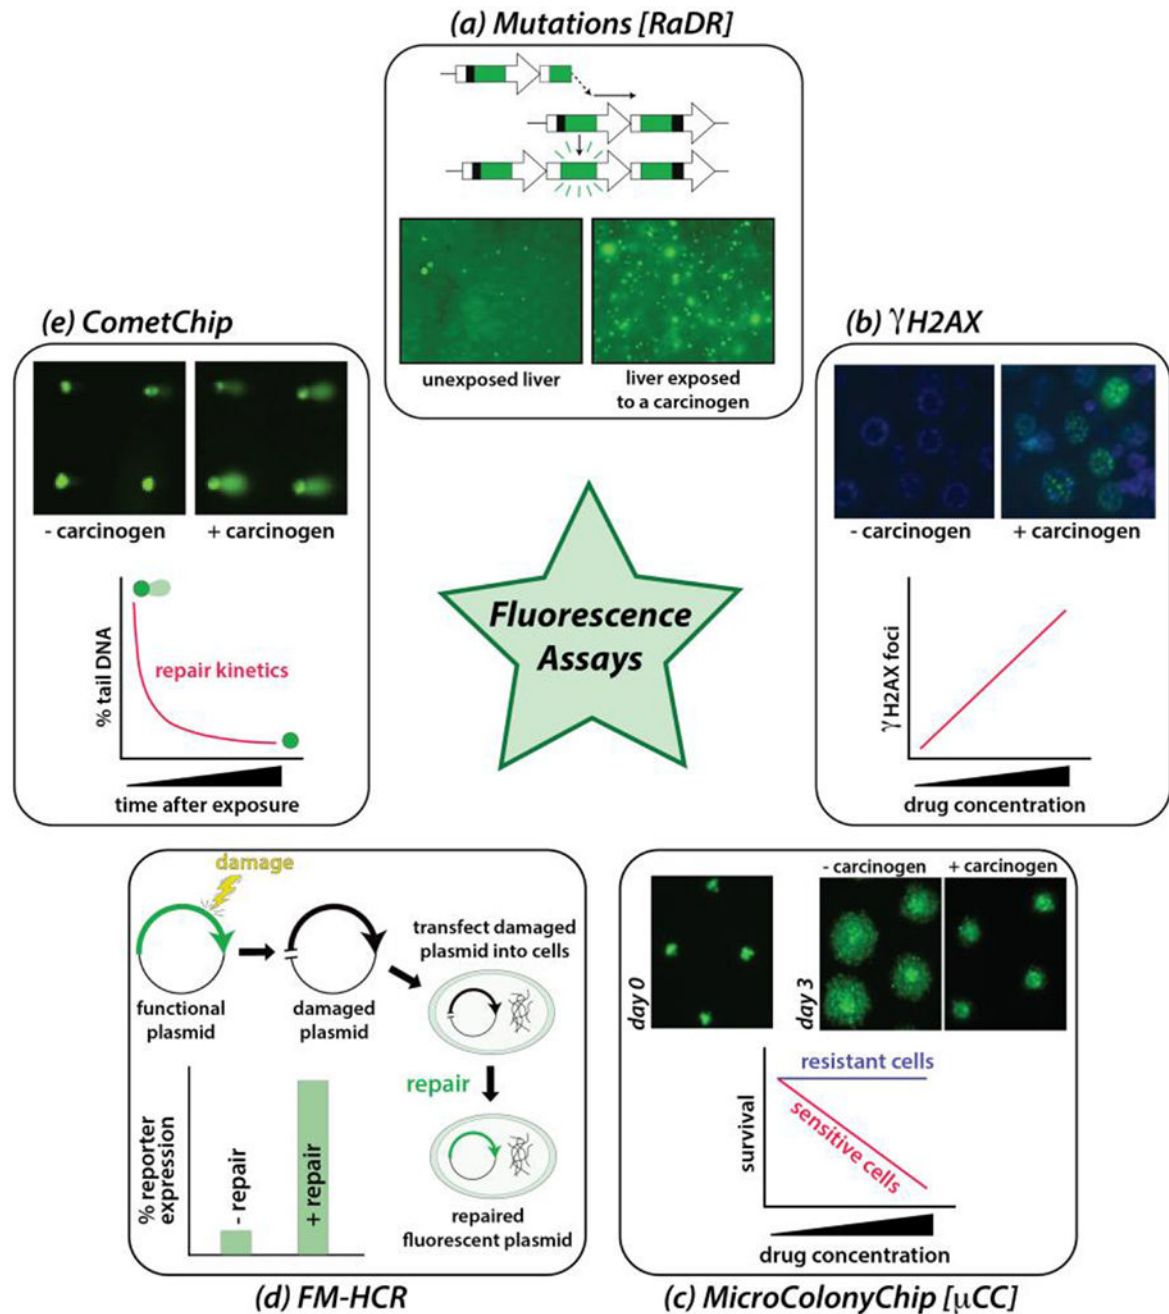 (a) Mutations [RaDR]
unexposed liver
liver exposed
to a carcinogen
(b) γH2AX
- carcinogen
+ carcinogen
γH2AX foci
drug concentration
(e) CometChip
- carcinogen
+ carcinogen
% tail DNA
repair kinetics
time after exposure
Fluorescence
Assays
damage
functional
plasmid
damaged
plasmid
transfect damaged
plasmid into cells
repair
repaired
fluorescent plasmid
% reporter
expression
- repair
+ repair
(d) FM-HCR
day 0
day 3
- carcinogen
+ carcinogen
survival
resistant cells
sensitive cells
drug concentration
(c) MicroColonyChip [μCC]